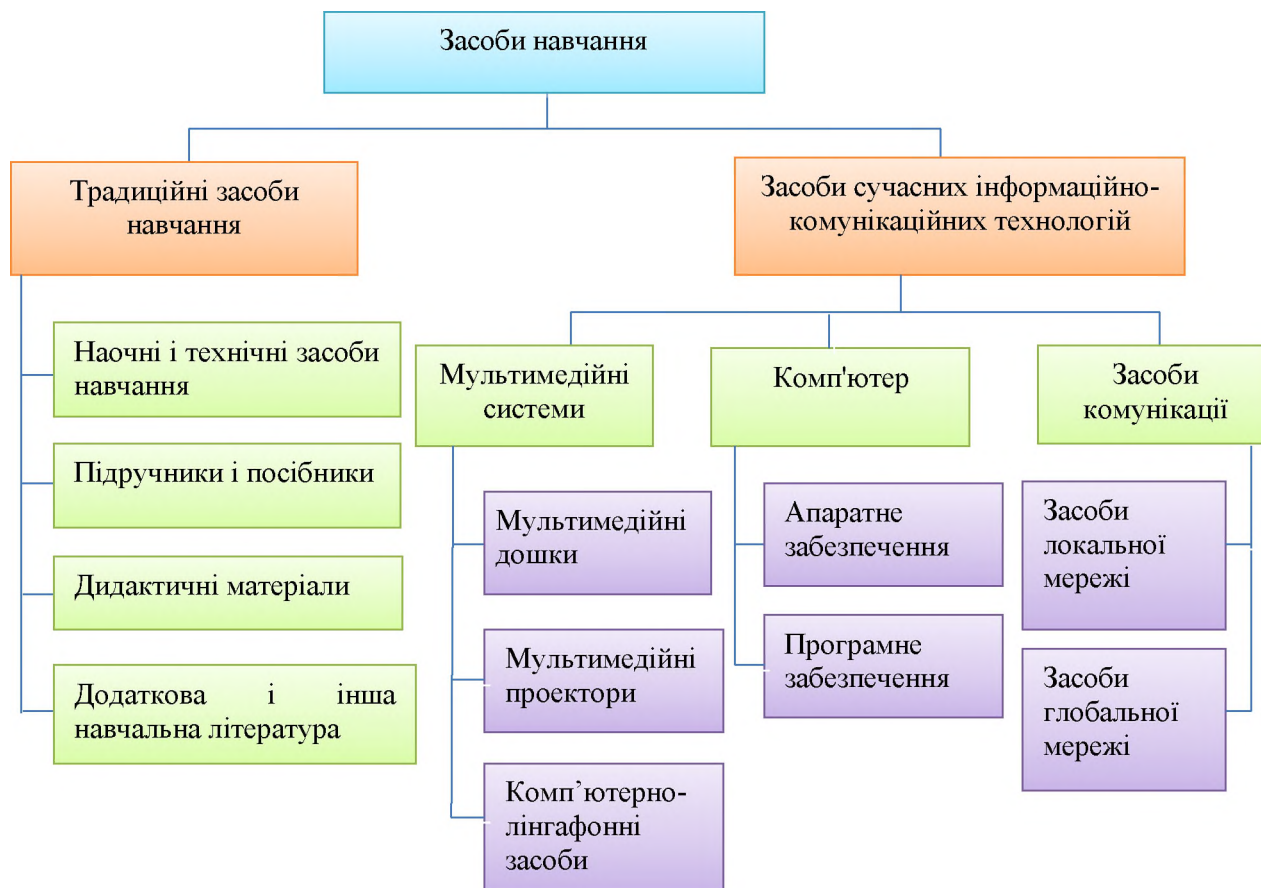 Засоби навчання
Традиційні засоби
навчання
Засоби сучасних інформаційно-
комунікаційних технологій
Наочні і технічні засоби
навчання
Підручники і посібники
Дидактичні матеріали
Додаткова і інша
навчальна література
Мультимедійні
системи
Мультимедійні
дошки
Мультимедійні
проектори
Комп’ютерно-
лінгафонні
засоби
Комп'ютер
Апаратне
забезпечення
Програмне
забезпечення
Засоби
комунікації
Засоби
локальної
мережі
Засоби
глобальної
мережі